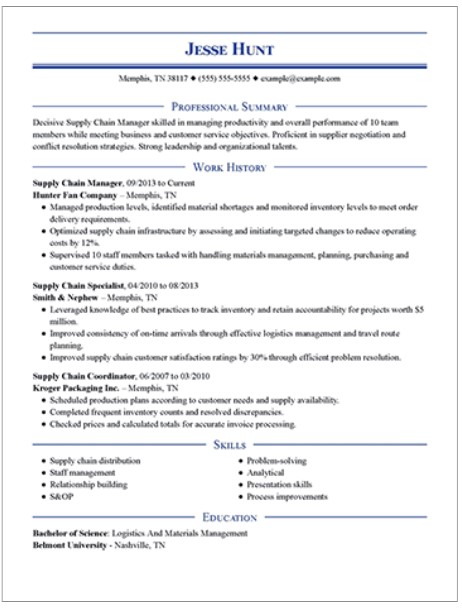 JESSE HUNT
Memphis, TN 38117 ◆ (555) 555-5555 ◆ example@example.com
PROFESSIONAL SUMMARY
Decisive Supply Chain Manager skilled in managing productivity and overall performance of 10 team
members while meeting business and customer service objectives. Proficient in supplier negotiation and
conflict resolution strategies. Strong leadership and organizational talents.
WORK HISTORY
Supply Chain Manager, 09/2013 to Current
Hunter Fan Company – Memphis, TN
● Managed production levels, identified material shortages and monitored inventory levels to meet order
delivery requirements.
● Optimized supply chain infrastructure by assessing and initiating targeted changes to reduce operating
costs by 12%.
● Supervised 10 staff members tasked with handling materials management, planning, purchasing and
customer service duties.
Supply Chain Specialist, 04/2010 to 08/2013
Smith & Nephew – Memphis, TN
● Leveraged knowledge of best practices to track inventory and retain accountability for projects worth $5
million.
● Improved consistency of on-time arrivals through effective logistics management and travel route
planning.
● Improved supply chain customer satisfaction ratings by 30% through efficient problem resolution.
Supply Chain Coordinator, 06/2007 to 03/2010
Kroger Packaging Inc. – Memphis, TN
● Scheduled production plans according to customer needs and supply availability.
● Completed frequent inventory counts and resolved discrepancies.
● Checked prices and calculated totals for accurate invoice processing.
SKILLS
● Supply chain distribution
● Staff management
● Relationship building
● S&OP
● Problem-solving
● Analytical
● Presentation skills
● Process improvements
EDUCATION
Bachelor of Science: Logistics And Materials Management
Belmont University - Nashville, TN